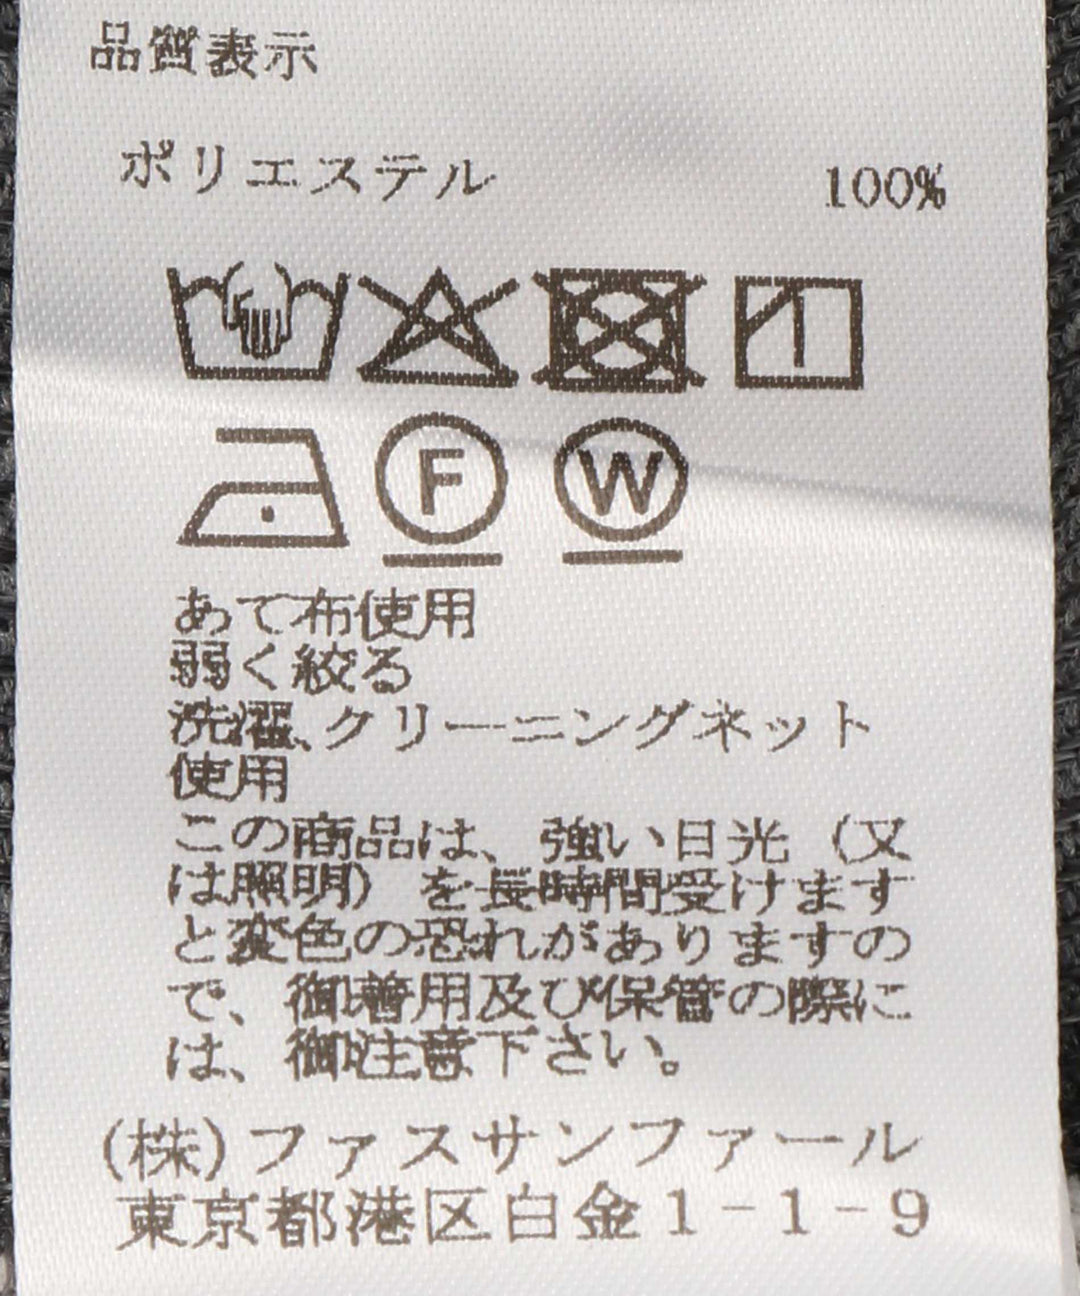 品質表示
ポリエステル 100%
F W
あて布使用
弱く絞る
洗濯、クリーニングネット
使用
この商品は、強い日光（又
は照明）を長時間受けます
と変色の恐れがありますの
で、御着用及び保管の際に
は、御注意下さい。
(株)ファスサンファール
東京都港区白金1-1-9